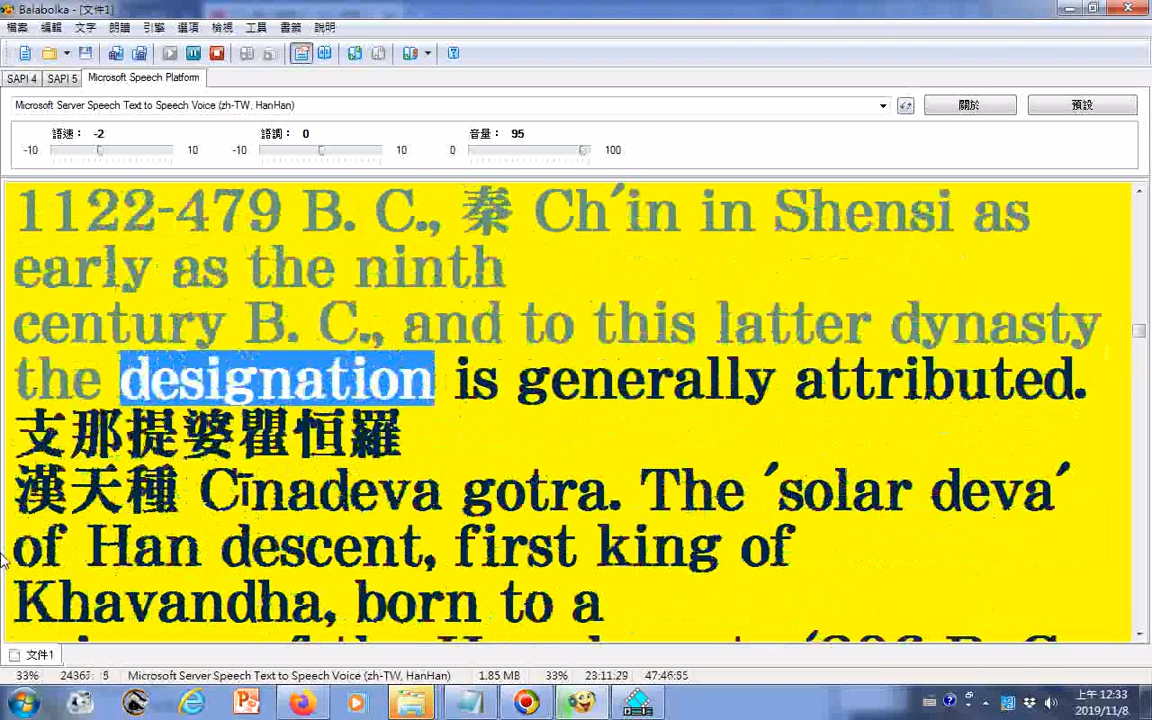 Balabolka - [文件1]
檔案 編輯 文字 朗讀 引擎 選項 檢視 工具 書籤 說明
SAPI 4 SAPI 5 Microsoft Speech Platform
Microsoft Server Speech Text to Speech Voice (zh-TW, HanHan) 關於 預設
語速： -2 語調： 0 音量： 95
-10 10 -10 10 0 100
1122-479 B. C., 秦 Ch´in in Shensi as
early as the ninth
century B. C., and to this latter dynasty
the designation is generally attributed.
支那提婆瞿恒羅
漢天種 Cīnadeva gotra. The ´solar deva´
of Han descent, first king of
Khavandha, born to a
文件1
33% Microsoft Server Speech Text to Speech Voice (zh-TW, HanHan) 1.85 MB 33% 23:11:29 47:46:55
上午 12:33
2019/11/8